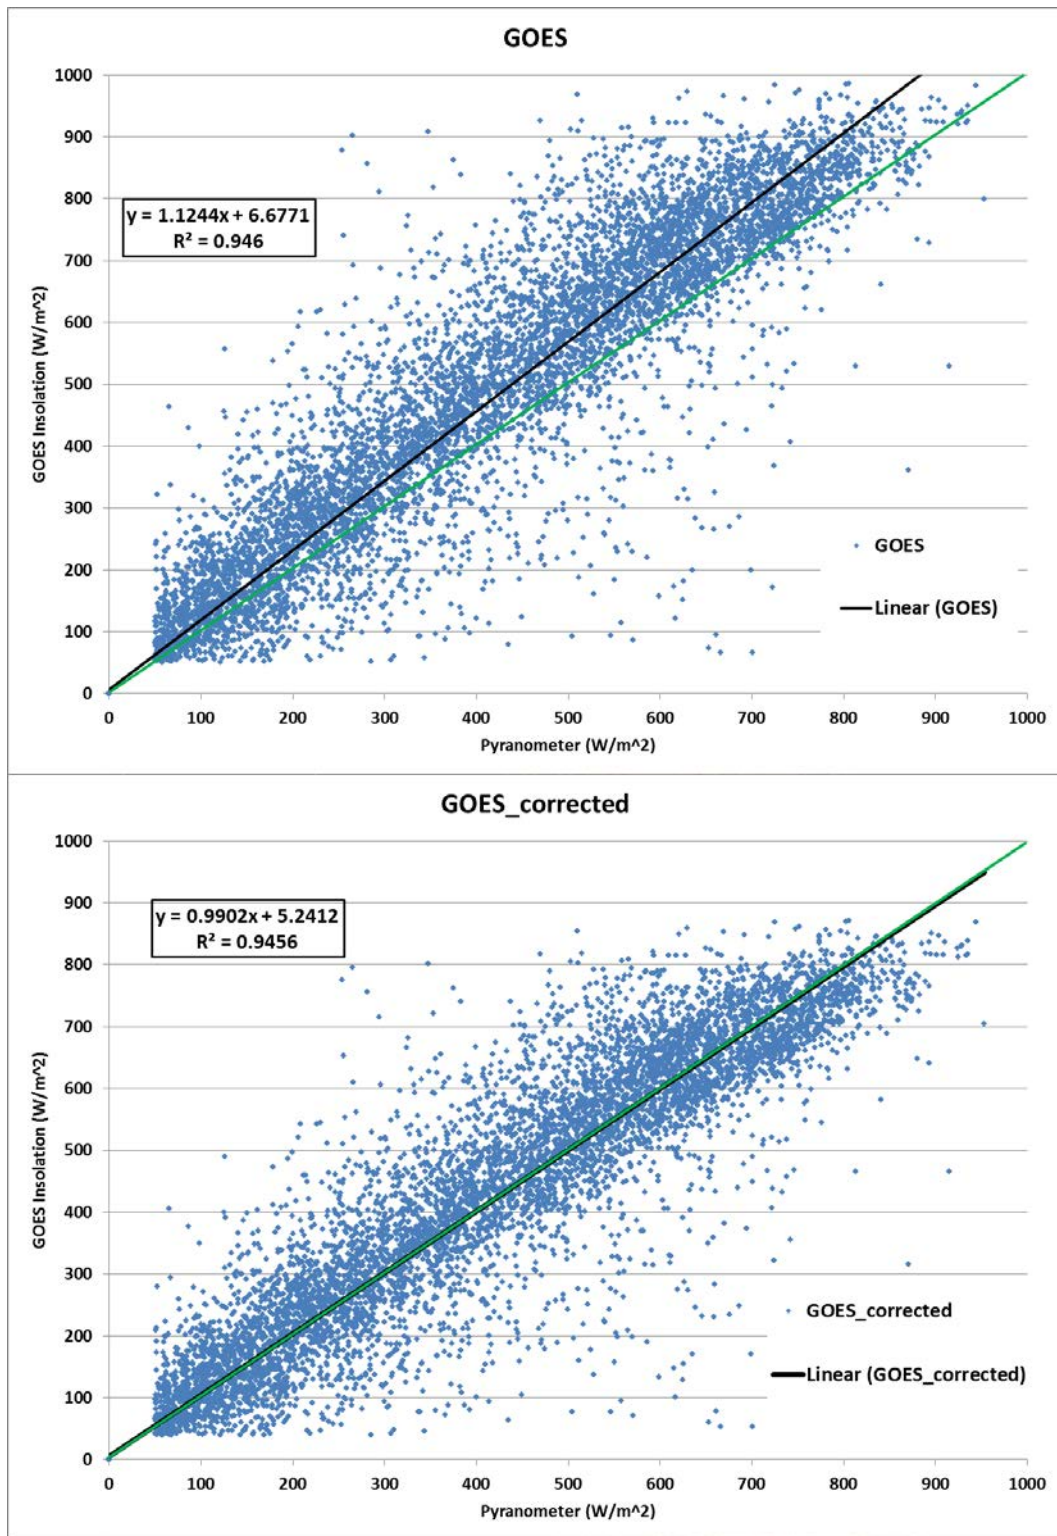 GOES
1000
900
800
700
600
500
400
300
200
100
0
GOES Insolation (W/m^2)
y = 1.1244x + 6.6771
R² = 0.946
GOES
Linear (GOES)
0 100 200 300 400 500 600 700 800 900 1000
Pyranometer (W/m^2)
GOES_corrected
1000
900
800
700
600
500
400
300
200
100
0
GOES Insolation (W/m^2)
y = 0.9902x + 5.2412
R² = 0.9456
GOES_corrected
Linear (GOES_corrected)
0 100 200 300 400 500 600 700 800 900 1000
Pyranometer (W/m^2)